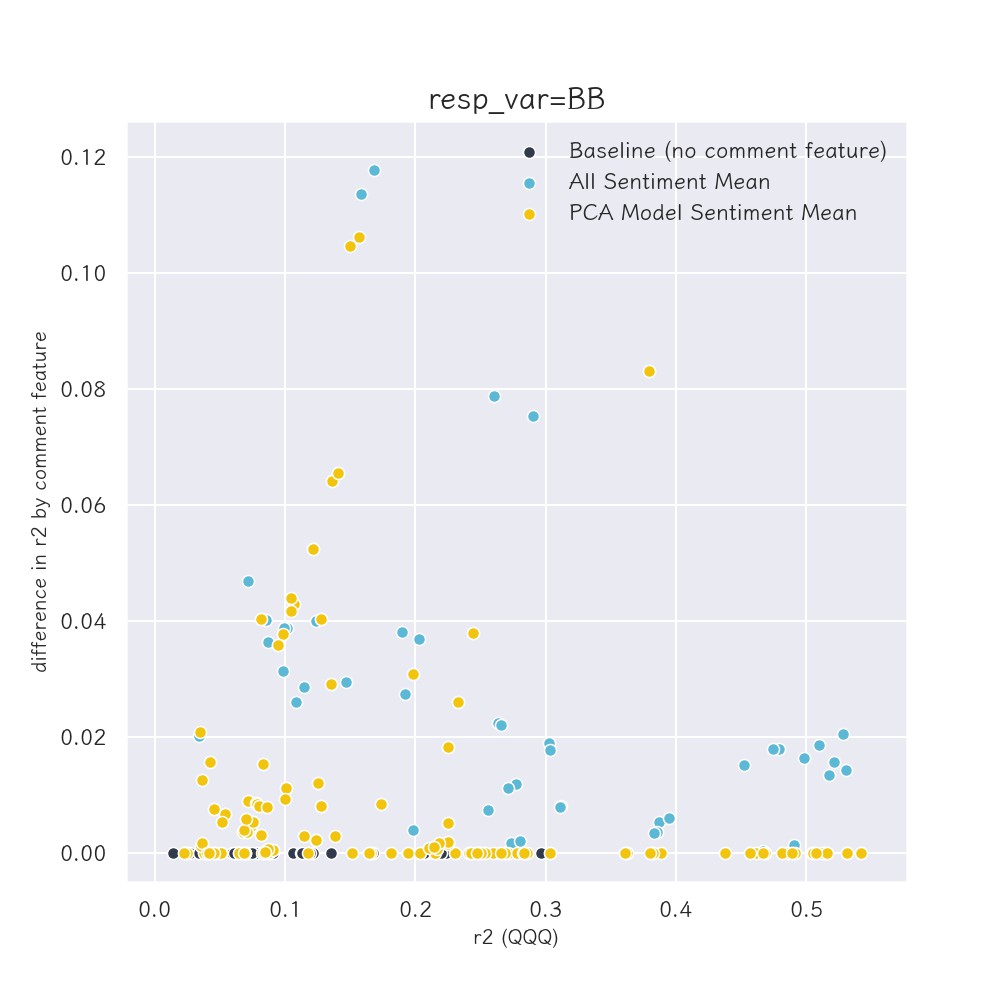 resp_var=BB
Baseline (no comment feature)
All Sentiment Mean
PCA Model Sentiment Mean
difference in r2 by comment feature
0.12
0.10
0.08
0.06
0.04
0.02
0.00
0.0 0.1 0.2 0.3 0.4 0.5
r2 (QQQ)